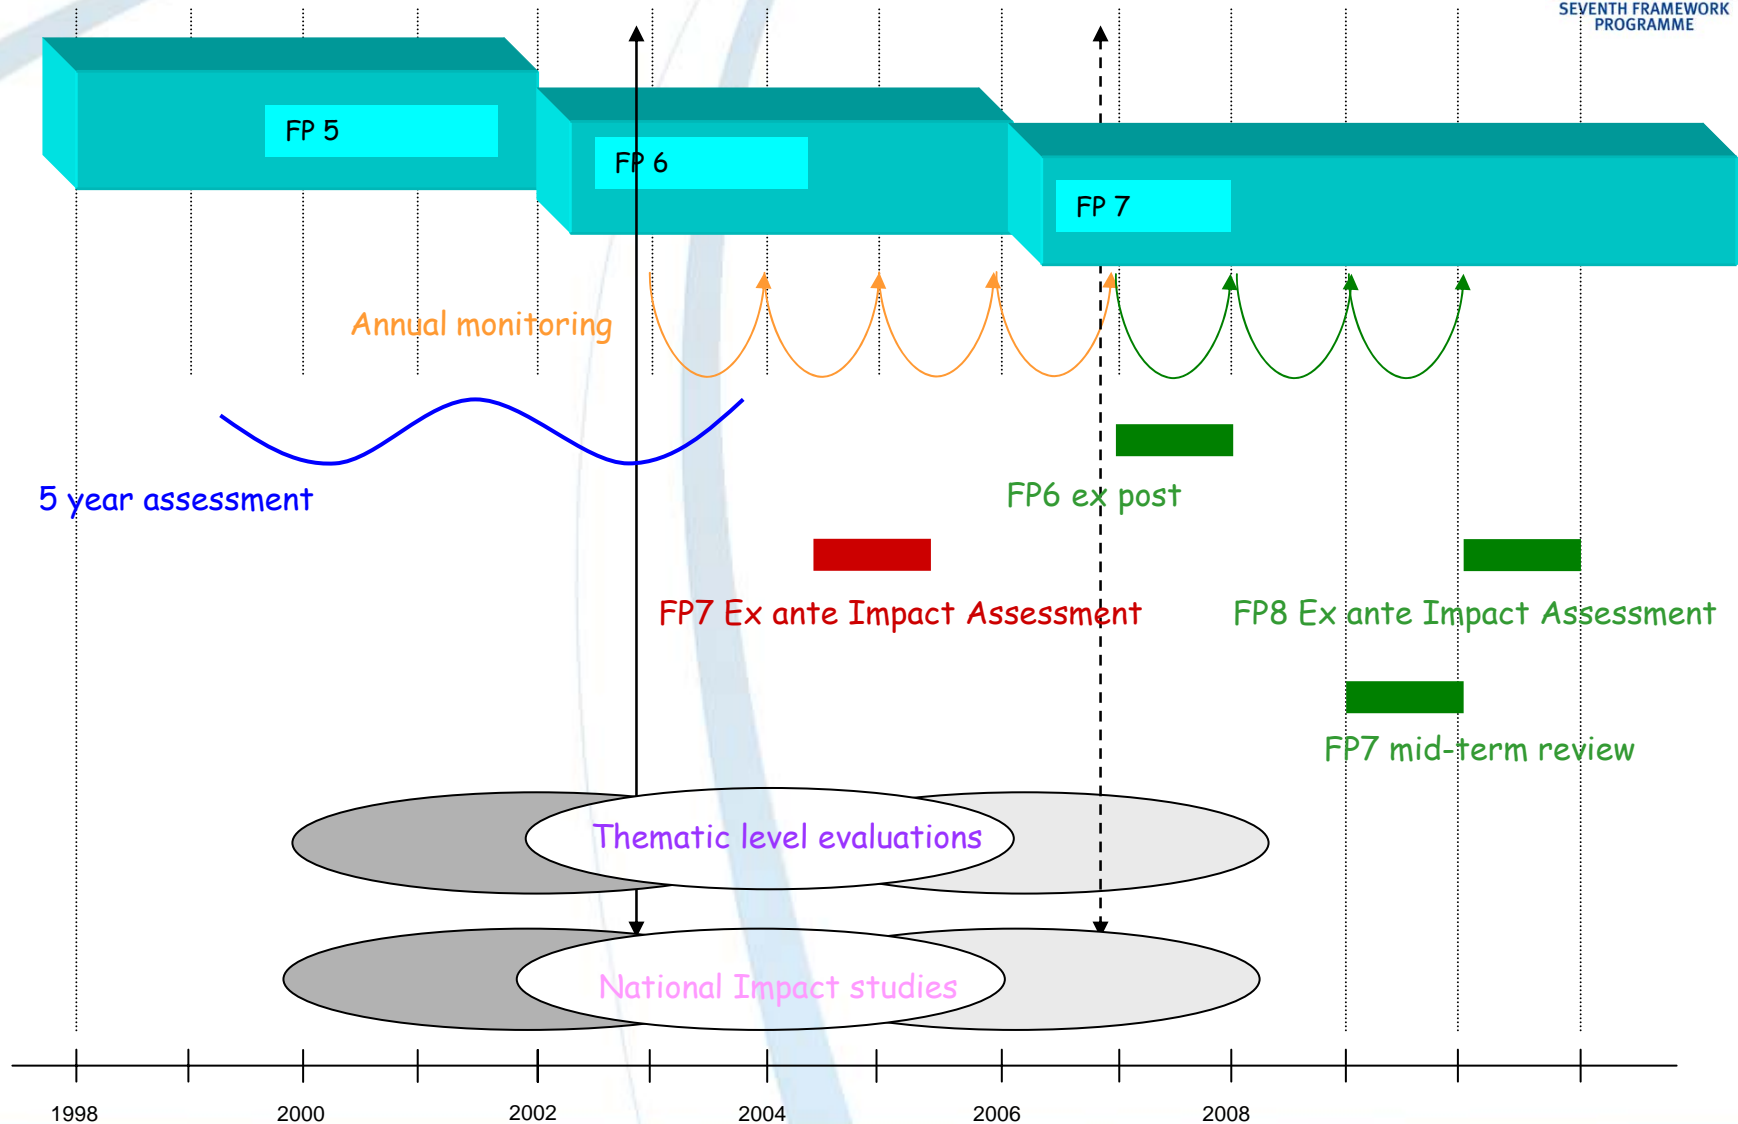 SEVENTH FRAMEWORK
PROGRAMME
FP 5
FP 6
FP 7
Annual monitoring
5 year assessment
FP6 ex post
FP7 Ex ante Impact Assessment
FP8 Ex ante Impact Assessment
FP7 mid-term review
Thematic level evaluations
National Impact studies
1998
2000
2002
2004
2006
2008